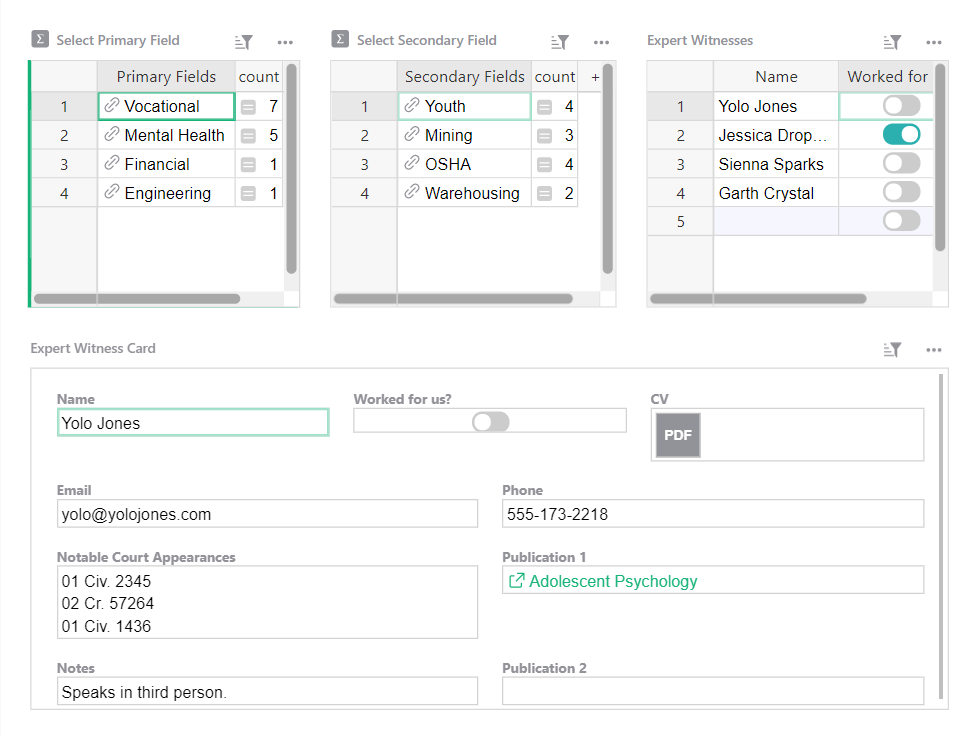 Σ Select Primary Field
Primary Fields count
1 Vocational 7
2 Mental Health 5
3 Financial 1
4 Engineering 1
Σ Select Secondary Field
Secondary Fields count +
1 Youth 4
2 Mining 3
3 OSHA 4
4 Warehousing 2
Expert Witnesses
Name Worked for
1 Yolo Jones
2 Jessica Drop...
3 Sienna Sparks
4 Garth Crystal
5
Expert Witness Card
Name Worked for us? CV
Yolo Jones
PDF
Email Phone
yolo@yolojones.com 555-173-2218
Notable Court Appearances Publication 1
01 Civ. 2345 Adolescent Psychology
02 Cr. 57264
01 Civ. 1436
Notes Publication 2
Speaks in third person.